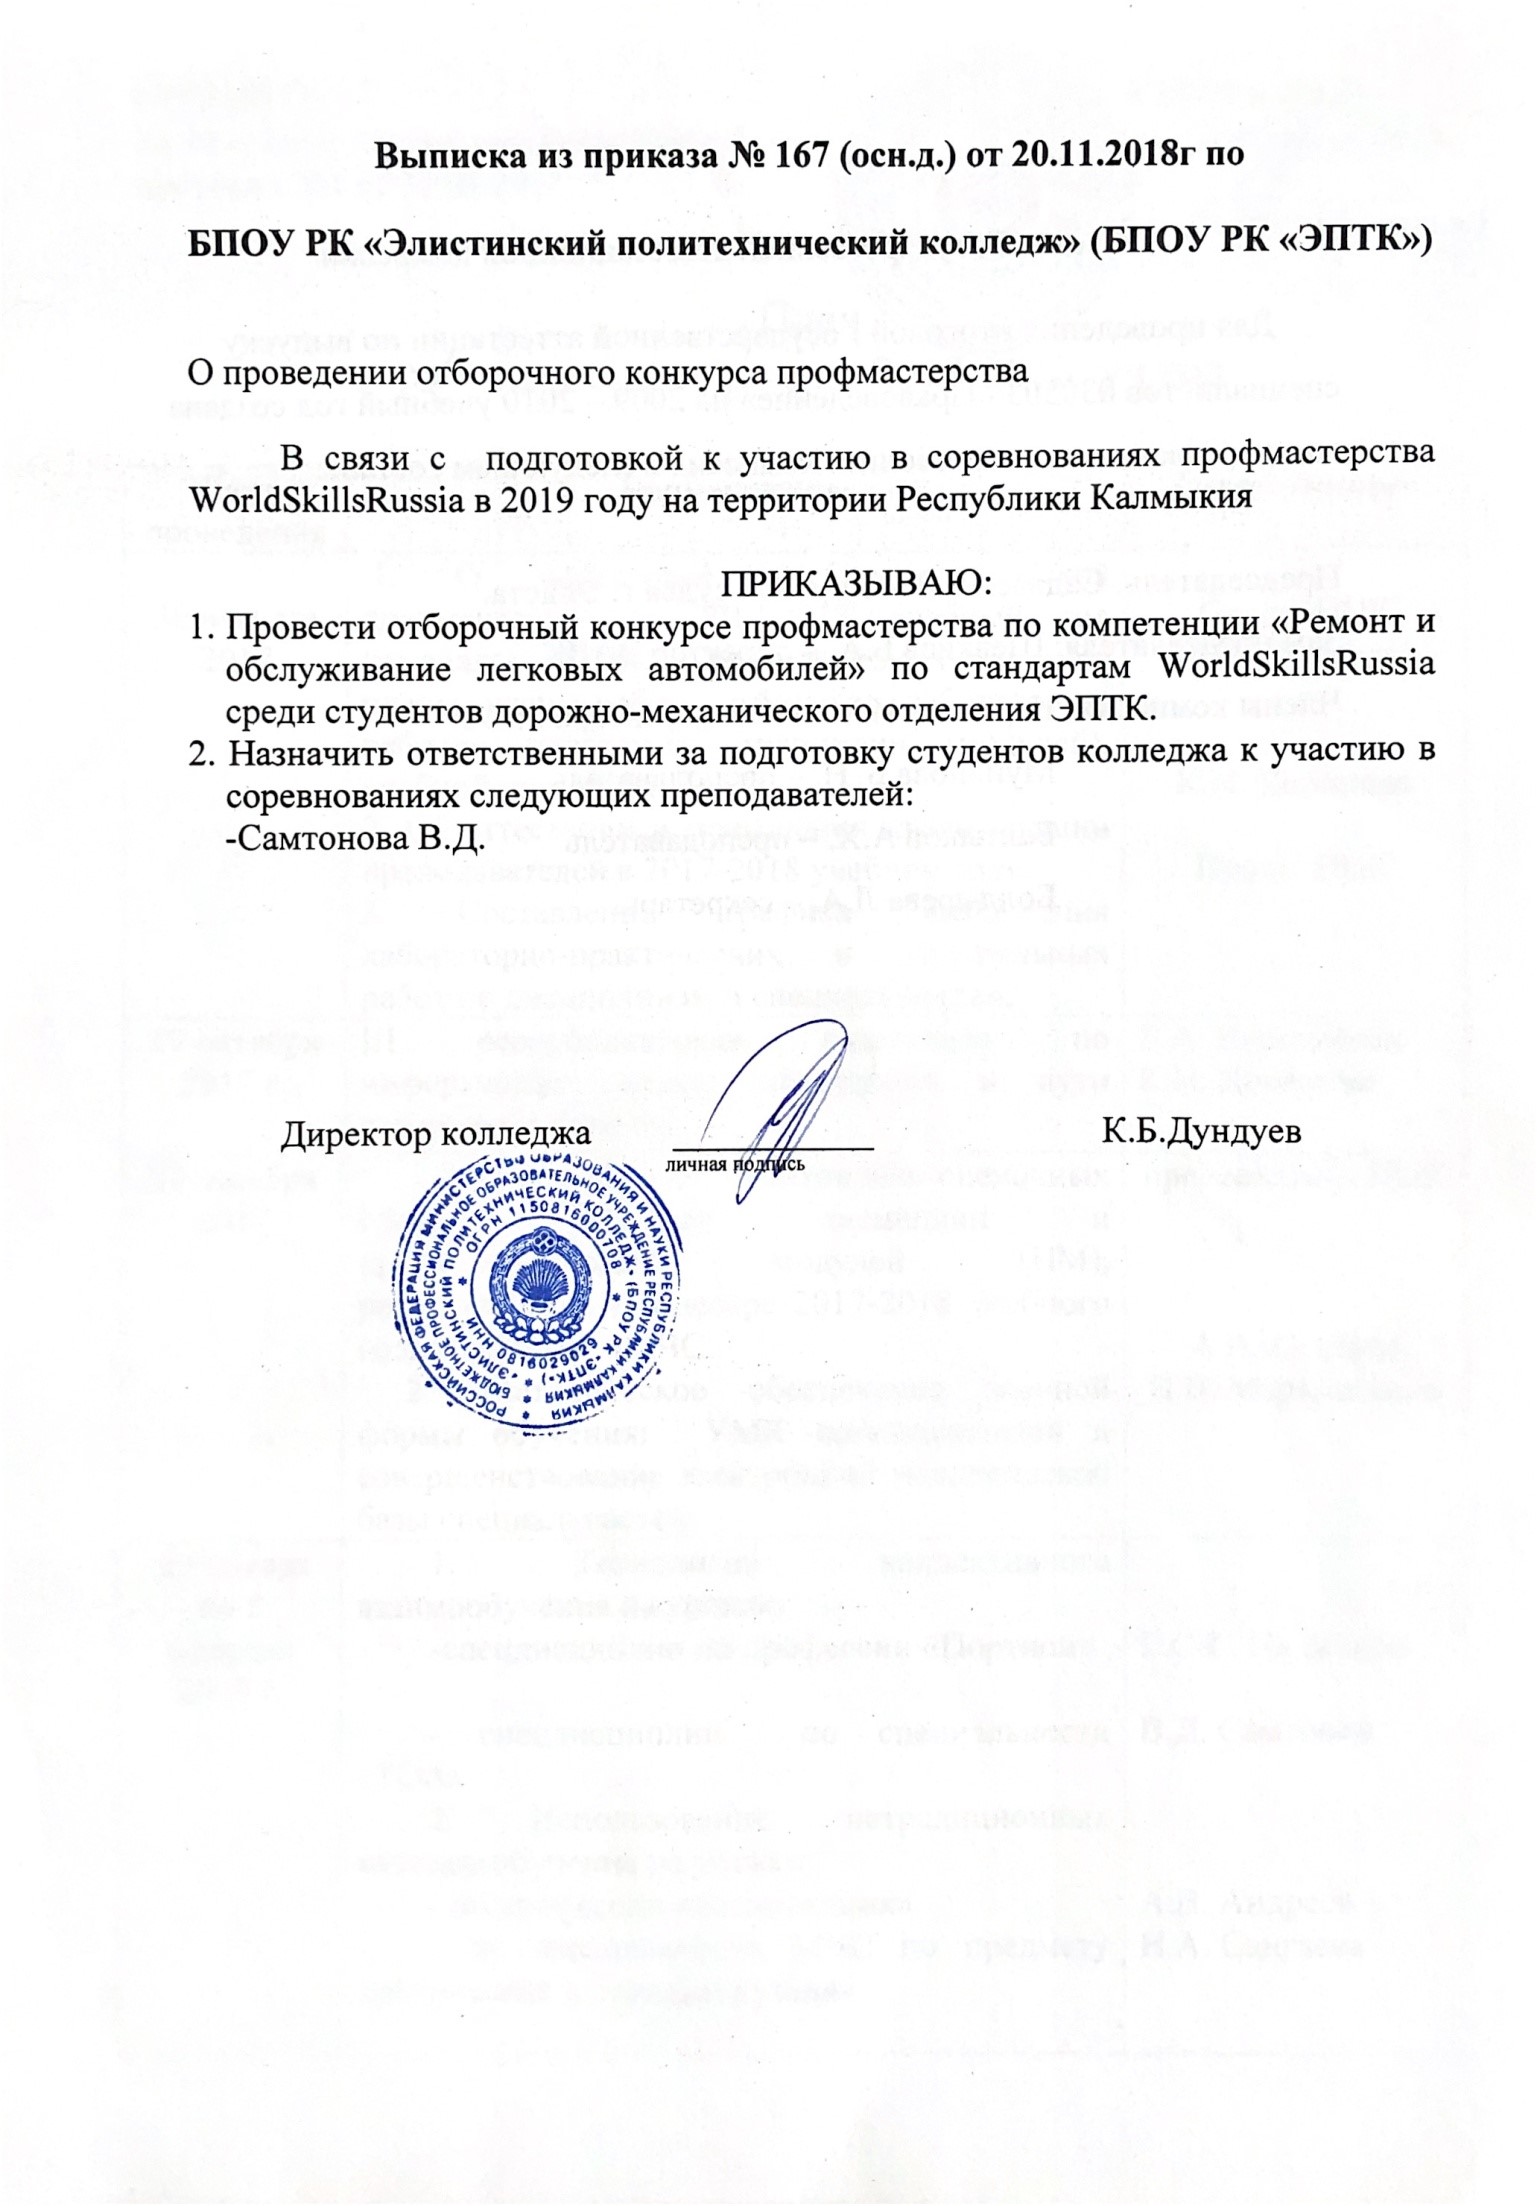 Выписка из приказа № 167 (осн.д.) от 20.11.2018г по
БПОУ РК «Элистинский политехнический колледж» (БПОУ РК «ЭПТК»)
О проведении отборочного конкурса профмастерства
В связи с подготовкой к участию в соревнованиях профмастерства
WorldSkillsRussia в 2019 году на территории Республики Калмыкия
ПРИКАЗЫВАЮ:
1. Провести отборочный конкурсе профмастерства по компетенции «Ремонт и
обслуживание легковых автомобилей» по стандартам WorldSkillsRussia
среди студентов дорожно-механического отделения ЭПТК.
2. Назначить ответственными за подготовку студентов колледжа к участию в
соревнованиях следующих преподавателей:
-Самтонова В.Д.
Директор колледжа К.Б.Дундуев
личная подпись
РОССИЙСКАЯ ФЕДЕРАЦИЯ МИНИСТЕРСТВО ОБРАЗОВАНИЯ И НАУКИ РЕСПУБЛИКИ КАЛМЫКИЯ
БЮДЖЕТНОЕ ПРОФЕССИОНАЛЬНОЕ ОБРАЗОВАТЕЛЬНОЕ УЧРЕЖДЕНИЕ РЕСПУБЛИКИ КАЛМЫКИЯ
«ЭЛИСТИНСКИЙ ПОЛИТЕХНИЧЕСКИЙ КОЛЛЕДЖ» (БПОУ РК «ЭПТК»)
ОГРН 1150816000708
ИНН 0816029029